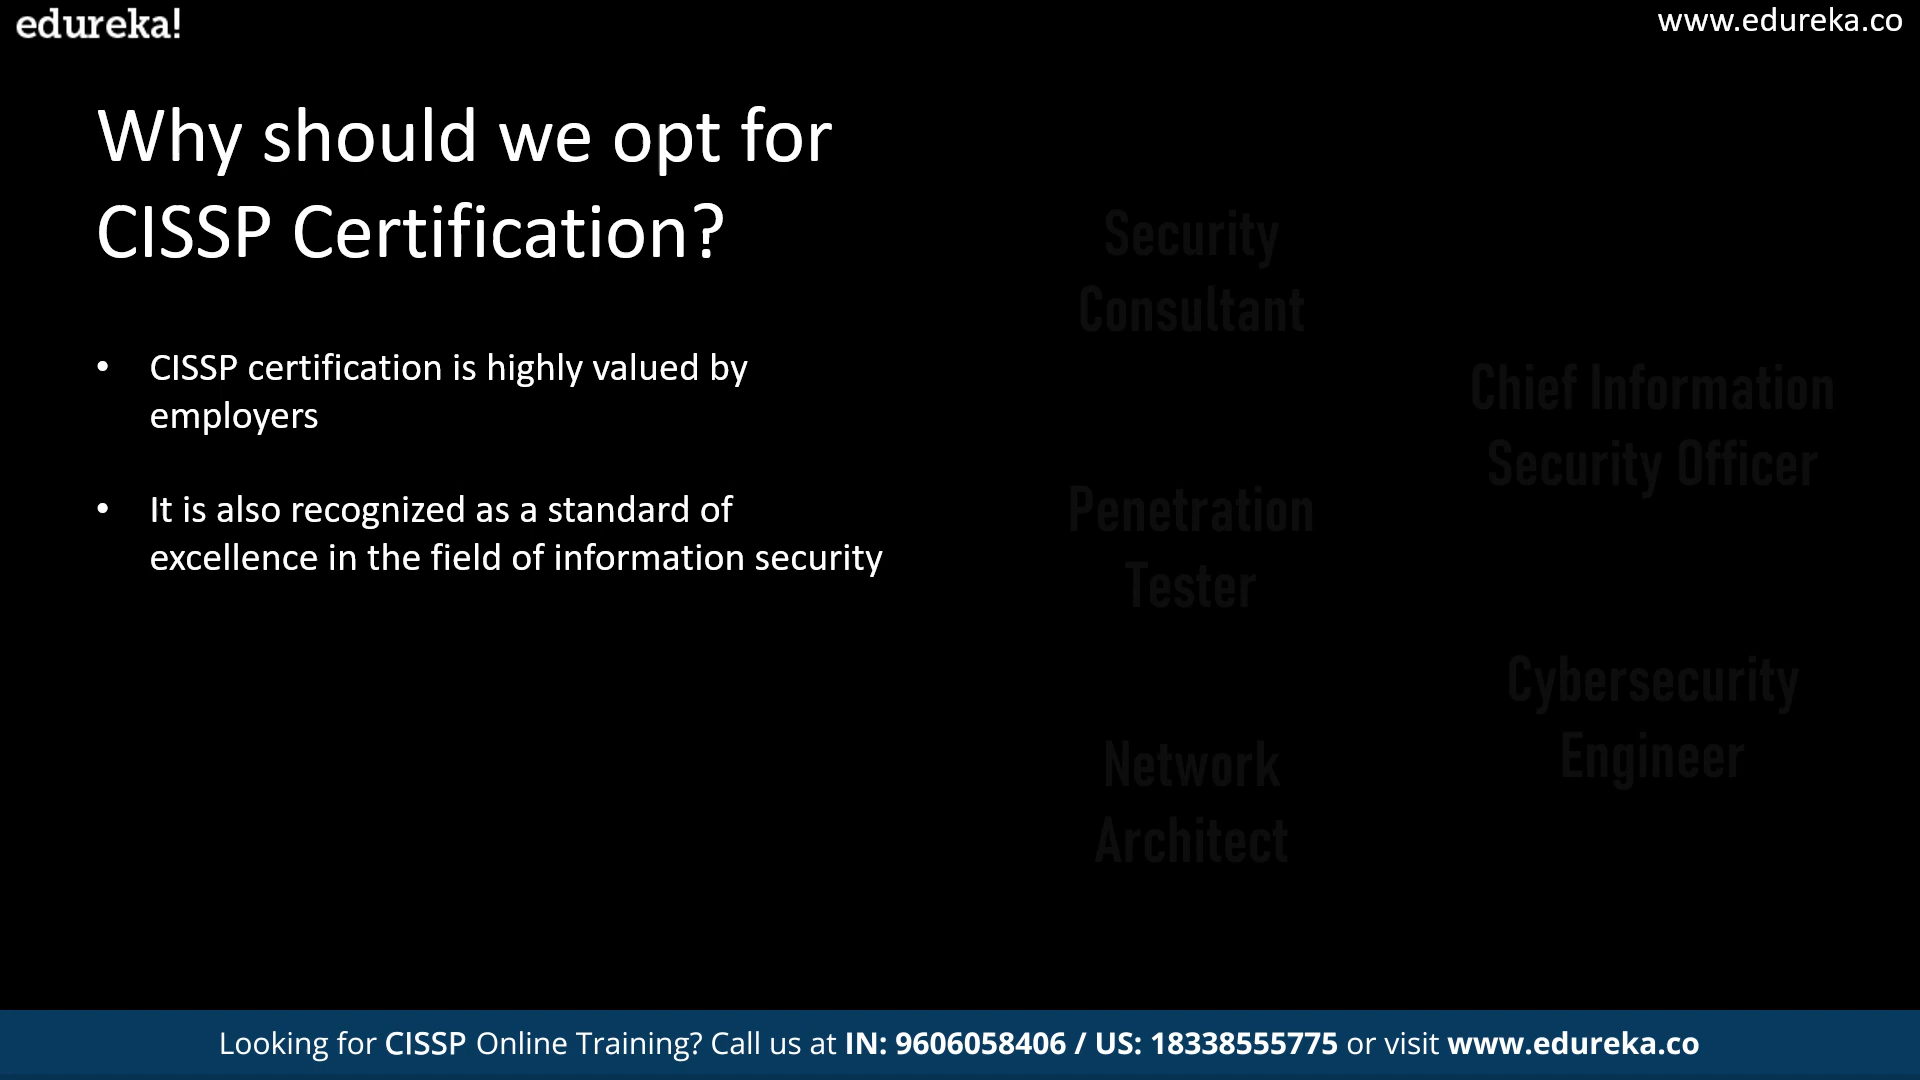 edureka!
www.edureka.co
Why should we opt for
CISSP Certification?
• CISSP certification is highly valued by
employers
• It is also recognized as a standard of
excellence in the field of information security
Security
Consultant
Chief Information
Security Officer
Penetration
Tester
Cybersecurity
Engineer
Network
Architect
Looking for CISSP Online Training? Call us at IN: 9606058406 / US: 18338555775 or visit www.edureka.co